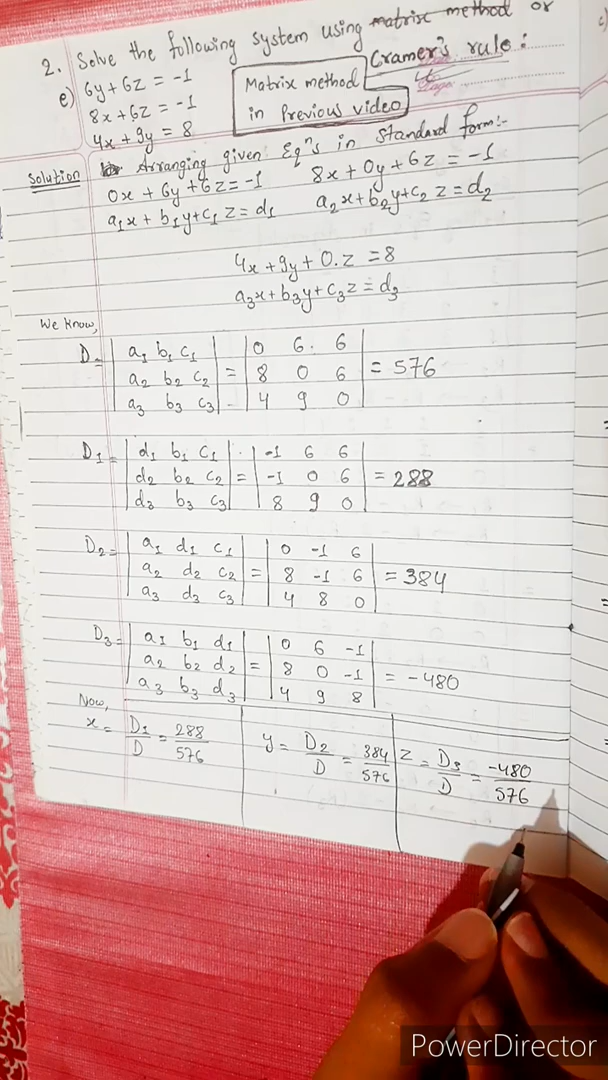 2. Solve the following system using matrix method or
Cramer's rule:
e) 6y + 6z = -1
8x + 6z = -1
4x + 9y = 8
Matrix method
in Previous video
Solution Arranging given Eqⁿs in standard form:-
0x + 6y + 6z = -1 8x + 0y + 6z = -1
a₁x + b₁y + c₁z = d₁ a₂x + b₂y + c₂z = d₂
4x + 9y + 0.z = 8
a₃x + b₃y + c₃z = d₃
We Know,
D = | a₁ b₁ c₁ | = | 0 6 6 | = 576
| a₂ b₂ c₂ | | 8 0 6 |
| a₃ b₃ c₃ | | 4 9 0 |
D₁ = | d₁ b₁ c₁ | = | -1 6 6 | = 288
| d₂ b₂ c₂ | | -1 0 6 |
| d₃ b₃ c₃ | | 8 9 0 |
D₂ = | a₁ d₁ c₁ | = | 0 -1 6 | = 384
| a₂ d₂ c₂ | | 8 -1 6 |
| a₃ d₃ c₃ | | 4 8 0 |
D₃ = | a₁ b₁ d₁ | = | 0 6 -1 | = -480
| a₂ b₂ d₂ | | 8 0 -1 |
| a₃ b₃ d₃ | | 4 9 8 |
Now,
x = D₁/D = 288/576 y = D₂/D = 384/576 z = D₃/D = -480/576
PowerDirector